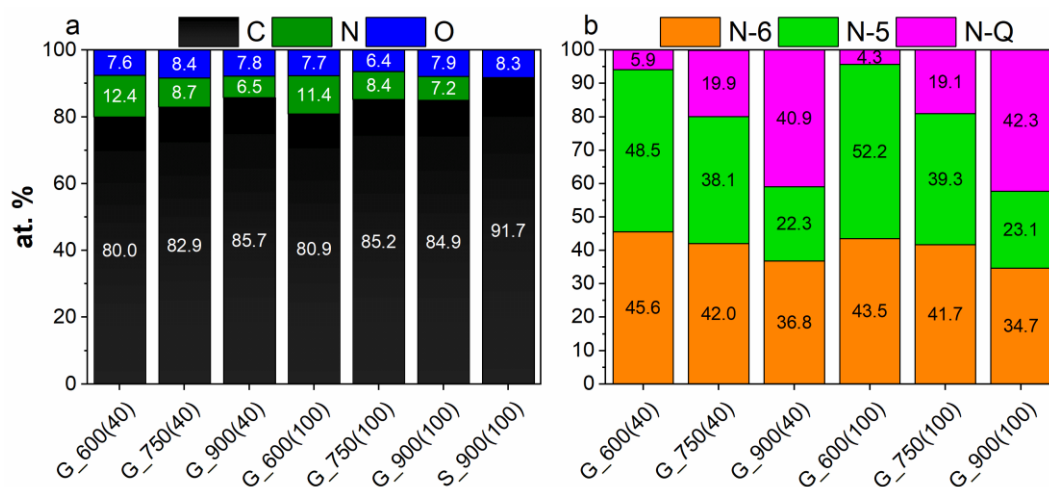 a
C N O
at. %
100
80
60
40
20
0
7.6 8.4 7.8 7.7 6.4 7.9 8.3
12.4 8.7 6.5 11.4 8.4 7.2
80.0 82.9 85.7 80.9 85.2 84.9 91.7
G_600(40)
G_750(40)
G_900(40)
G_600(100)
G_750(100)
G_900(100)
S_900(100)
b
N-6 N-5 N-Q
100
90
80
70
60
50
40
30
20
10
0
5.9 19.9 40.9 4.3 19.1 42.3
48.5 38.1 22.3 52.2 39.3 23.1
45.6 42.0 36.8 43.5 41.7 34.7
G_600(40)
G_750(40)
G_900(40)
G_600(100)
G_750(100)
G_900(100)